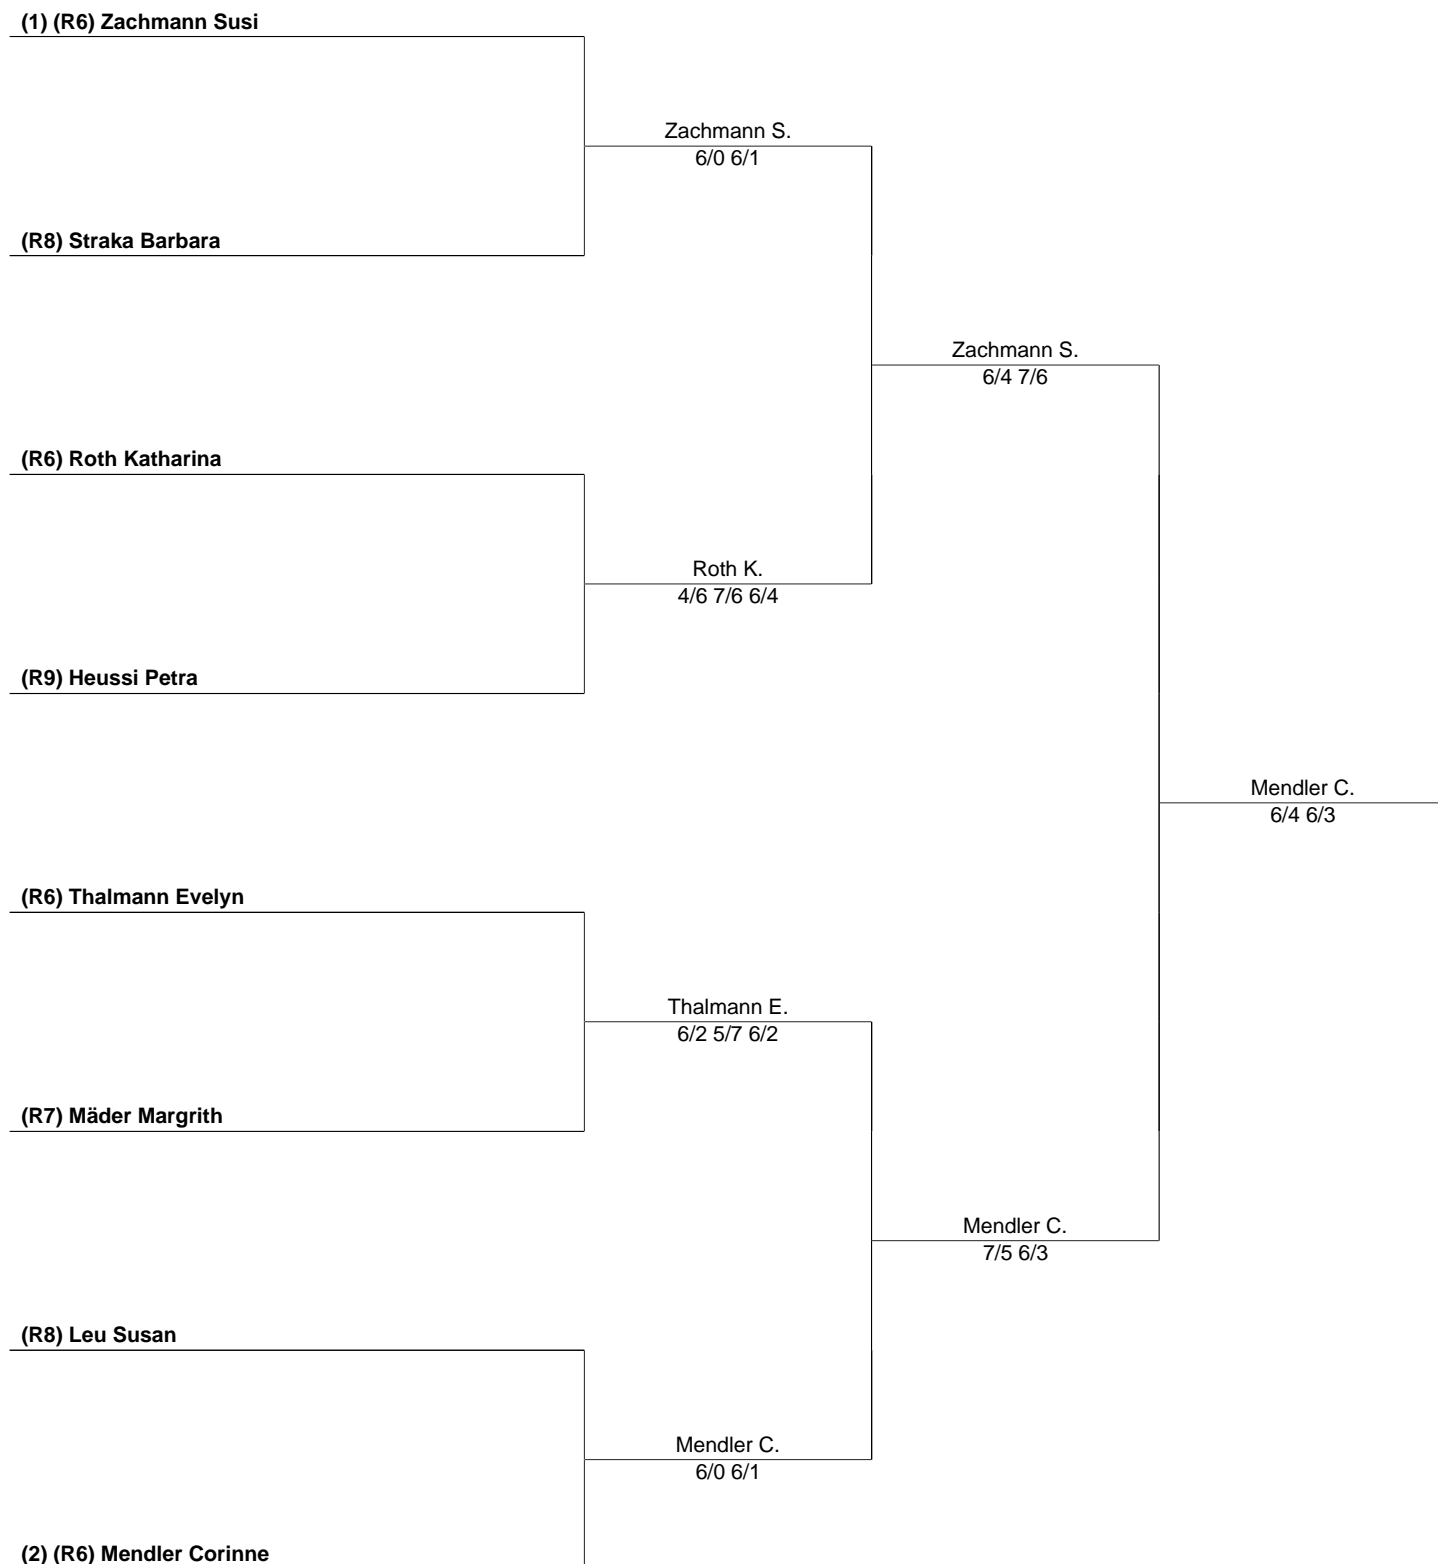 (1) (R6) Zachmann Susi
Zachmann S.
6/0 6/1
(R8) Straka Barbara
Zachmann S.
6/4 7/6
(R6) Roth Katharina
Roth K.
4/6 7/6 6/4
(R9) Heussi Petra
Mendler C.
6/4 6/3
(R6) Thalmann Evelyn
Thalmann E.
6/2 5/7 6/2
(R7) Mäder Margrith
Mendler C.
7/5 6/3
(R8) Leu Susan
Mendler C.
6/0 6/1
(2) (R6) Mendler Corinne